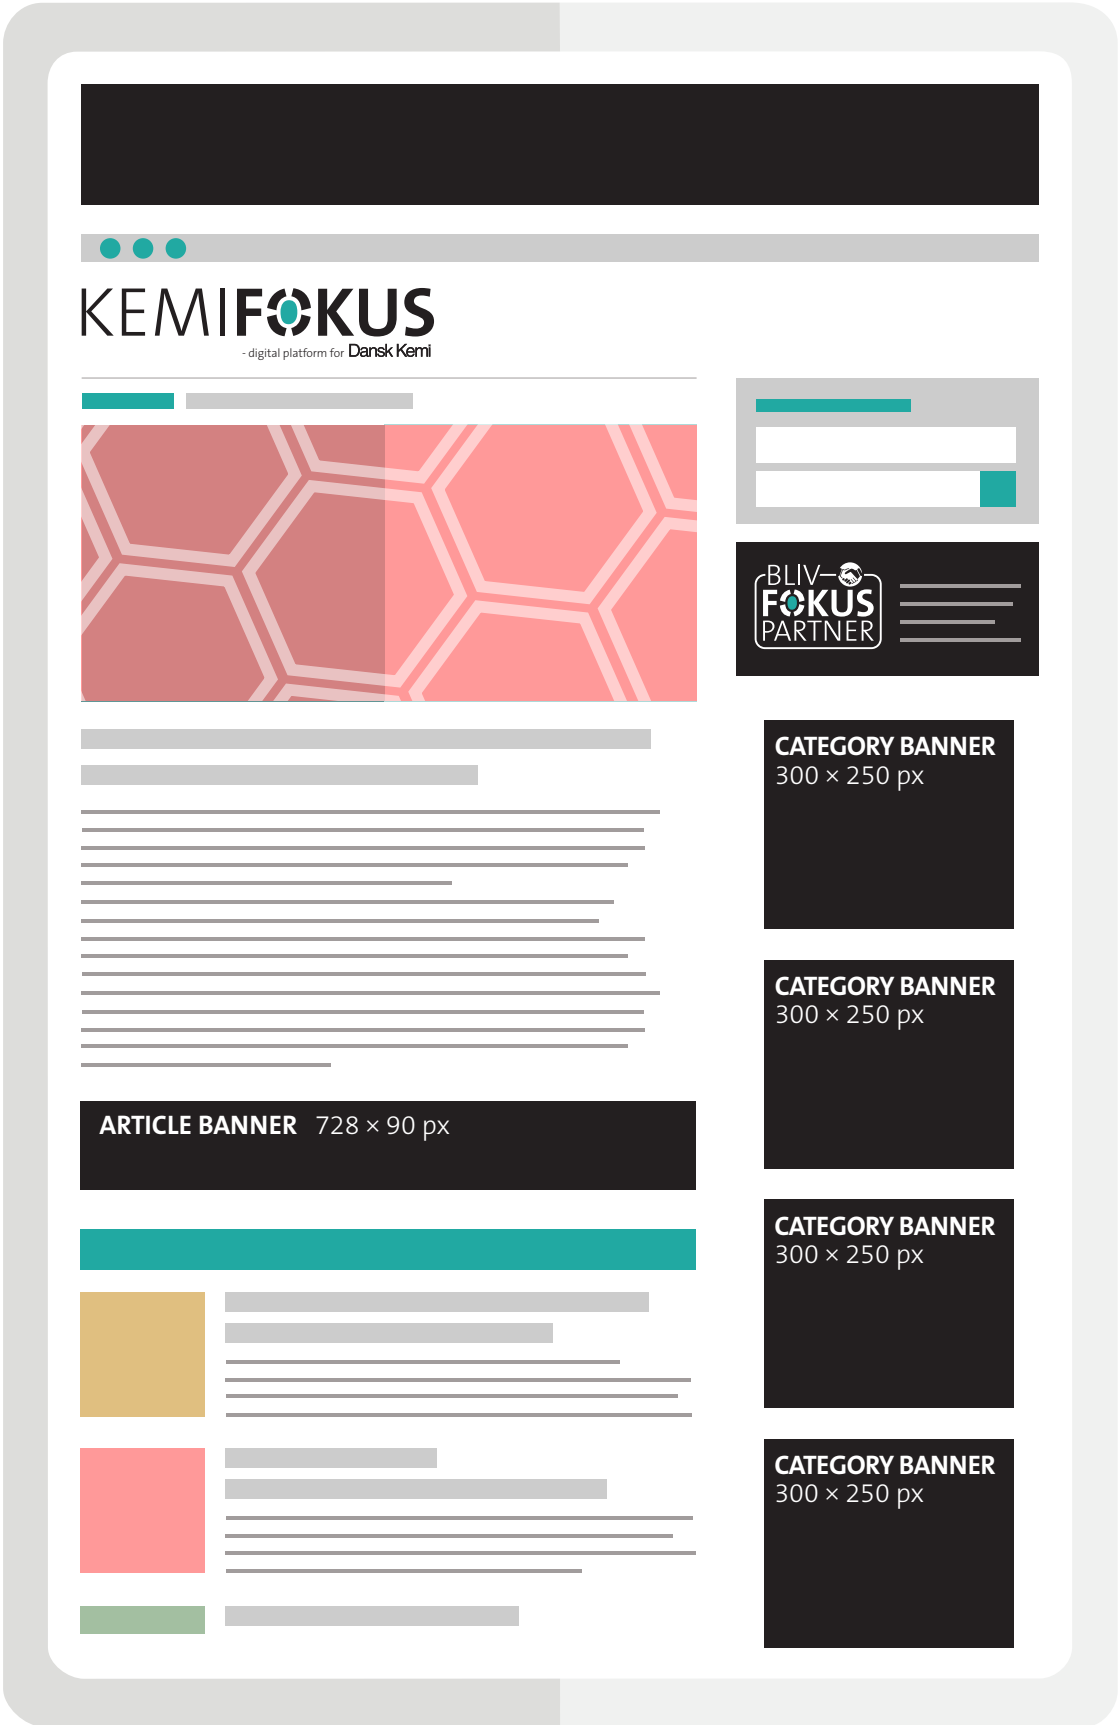 KEMIFOKUS
- digital platform for Dansk Kemi
BLIV
FOKUS
PARTNER
CATEGORY BANNER
300 × 250 px
CATEGORY BANNER
300 × 250 px
ARTICLE BANNER 728 × 90 px
CATEGORY BANNER
300 × 250 px
CATEGORY BANNER
300 × 250 px